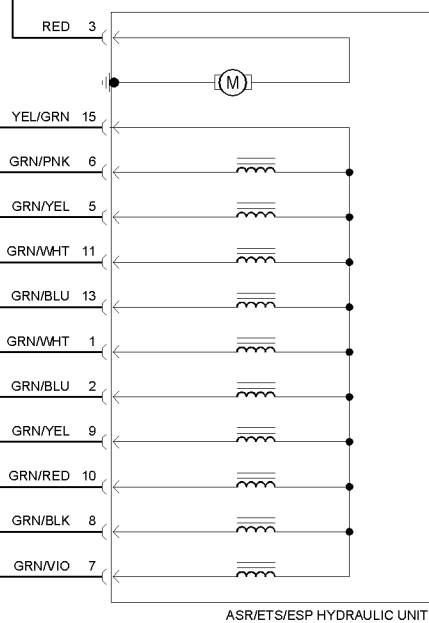 RED 3
M
YEL/GRN 15
GRN/PNK 6
GRN/YEL 5
GRN/WHT 11
GRN/BLU 13
GRN/WHT 1
GRN/BLU 2
GRN/YEL 9
GRN/RED 10
GRN/BLK 8
GRN/VIO 7
ASR/ETS/ESP HYDRAULIC UNIT